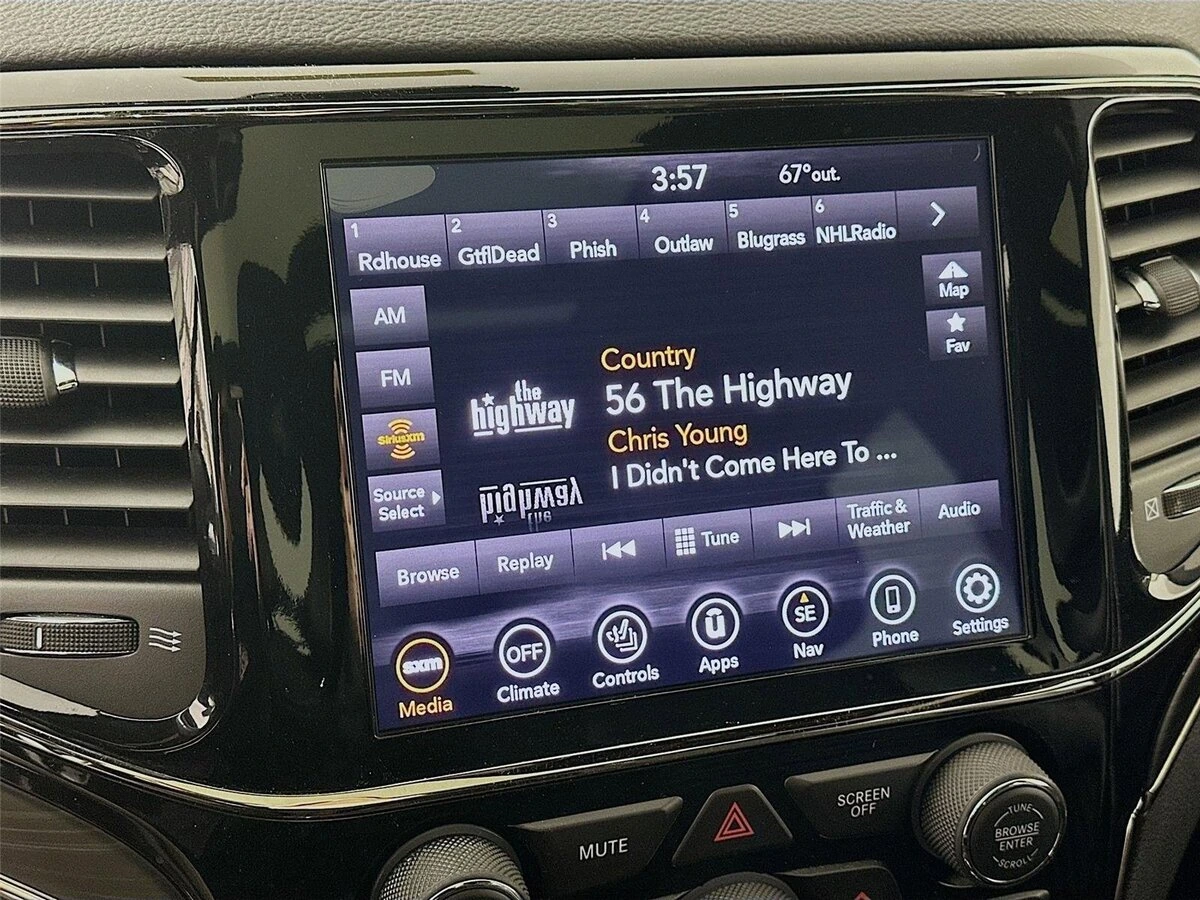 3:57 67°out.
1 Rdhouse
2 GtflDead
3 Phish
4 Outlaw
5 Blugrass
6 NHLRadio
AM
FM
Siriusxm
Source
Select
Map
Fav
the
highway
Country
56 The Highway
Chris Young
I Didn't Come Here To ...
Browse
Replay
Tune
Traffic &
Weather
Audio
sxm
Media
OFF
Climate
Controls
u
Apps
SE
Nav
Phone
Settings
MUTE
SCREEN
OFF
TUNE
BROWSE
ENTER
SCROLL